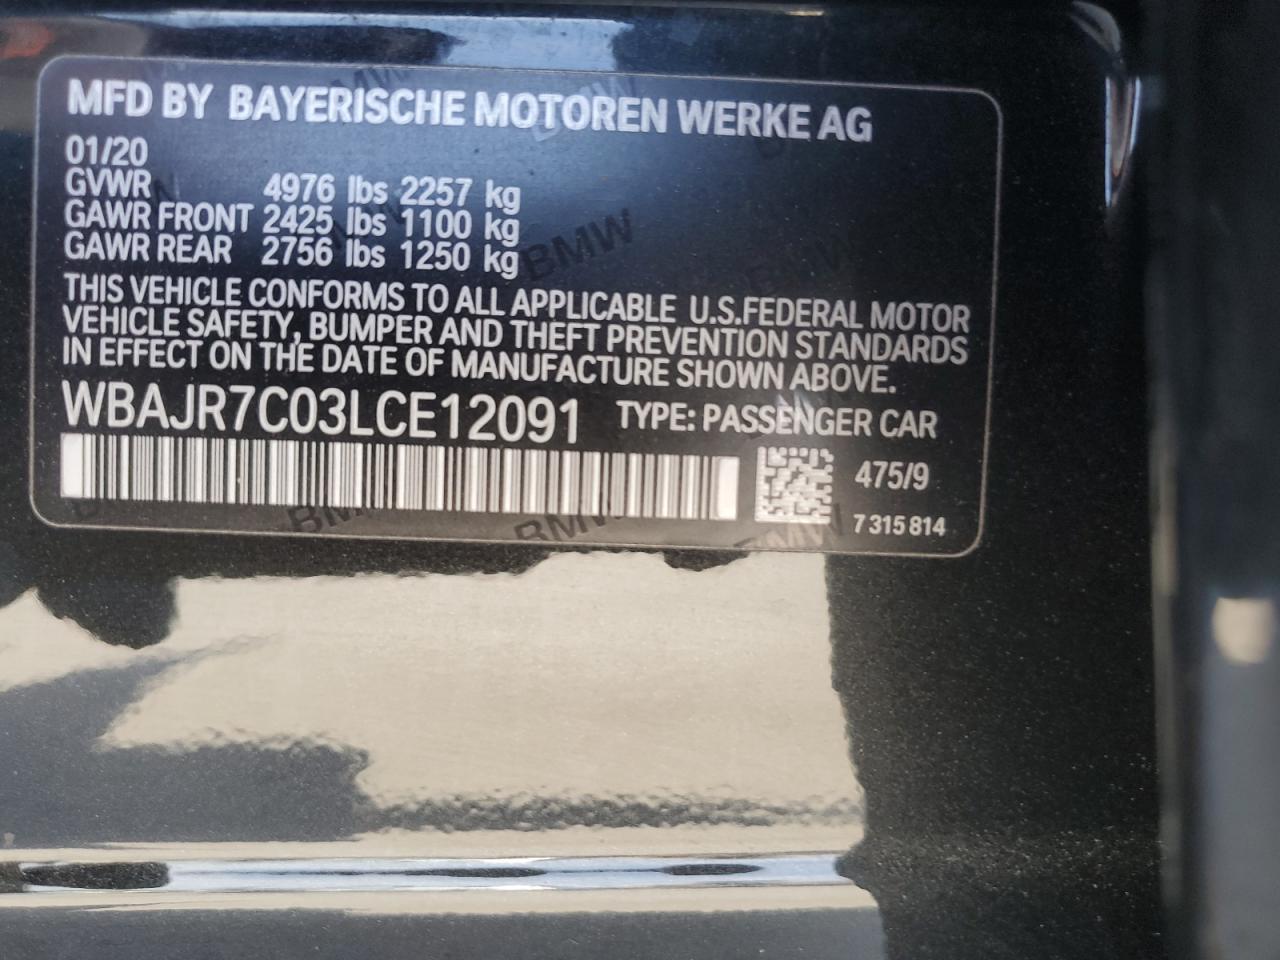 MFD BY BAYERISCHE MOTOREN WERKE AG
01/20
GVWR 4976 lbs 2257 kg
GAWR FRONT 2425 lbs 1100 kg
GAWR REAR 2756 lbs 1250 kg
THIS VEHICLE CONFORMS TO ALL APPLICABLE U.S.FEDERAL MOTOR
VEHICLE SAFETY, BUMPER AND THEFT PREVENTION STANDARDS
IN EFFECT ON THE DATE OF MANUFACTURE SHOWN ABOVE.
WBAJR7C03LCE12091 TYPE: PASSENGER CAR
475/9
7 315 814